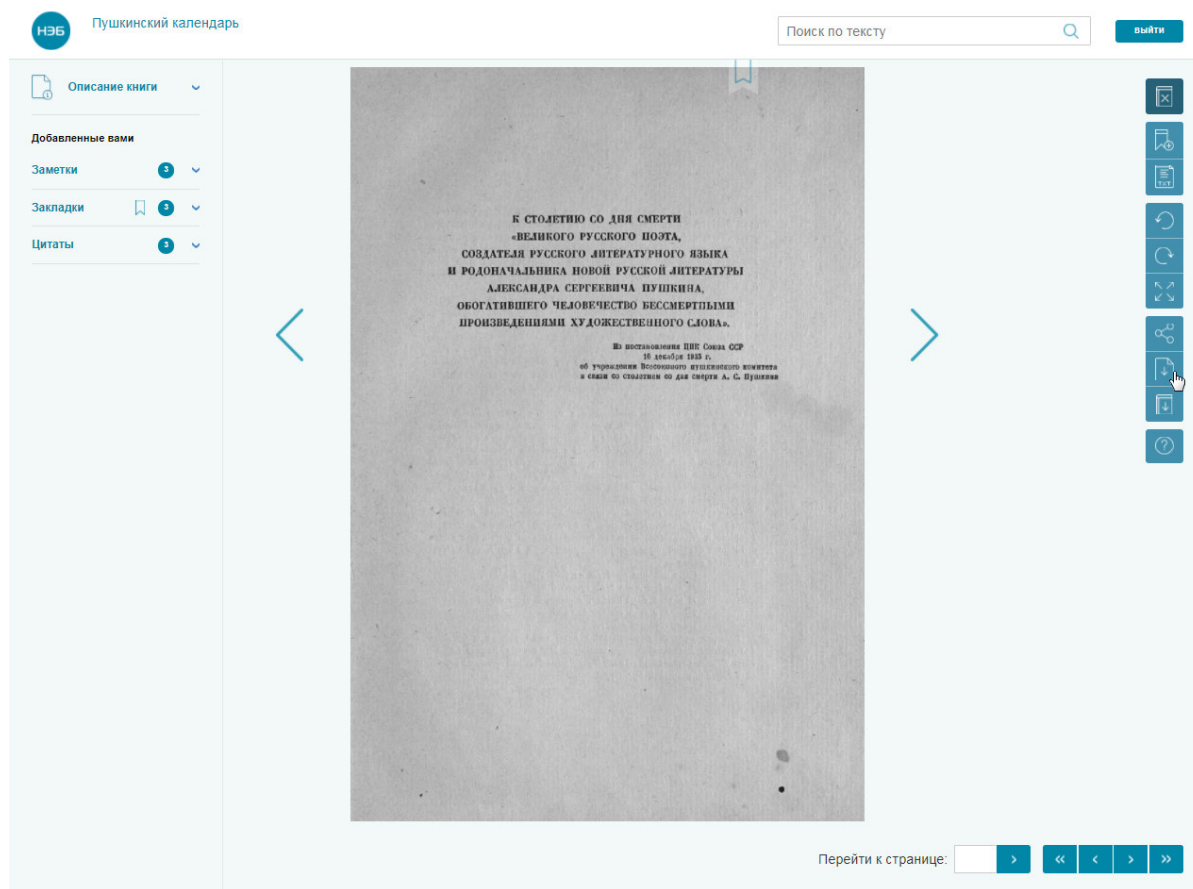 НЭБ
Пушкинский календарь
Поиск по тексту
выйти
Описание книги
Добавленные вами
Заметки 3
Закладки 3
Цитаты 3
TXT
К СТОЛЕТИЮ СО ДНЯ СМЕРТИ
«ВЕЛИКОГО РУССКОГО ПОЭТА,
СОЗДАТЕЛЯ РУССКОГО ЛИТЕРАТУРНОГО ЯЗЫКА
И РОДОНАЧАЛЬНИКА НОВОЙ РУССКОЙ ЛИТЕРАТУРЫ
АЛЕКСАНДРА СЕРГЕЕВИЧА ПУШКИНА,
ОБОГАТИВШЕГО ЧЕЛОВЕЧЕСТВО БЕССМЕРТНЫМИ
ПРОИЗВЕДЕНИЯМИ ХУДОЖЕСТВЕННОГО СЛОВА».
Из постановления ЦИК Союза ССР
16 декабря 1935 г.
об учреждении Всесоюзного пушкинского комитета
в связи со столетием со дня смерти А. С. Пушкина
Перейти к странице: